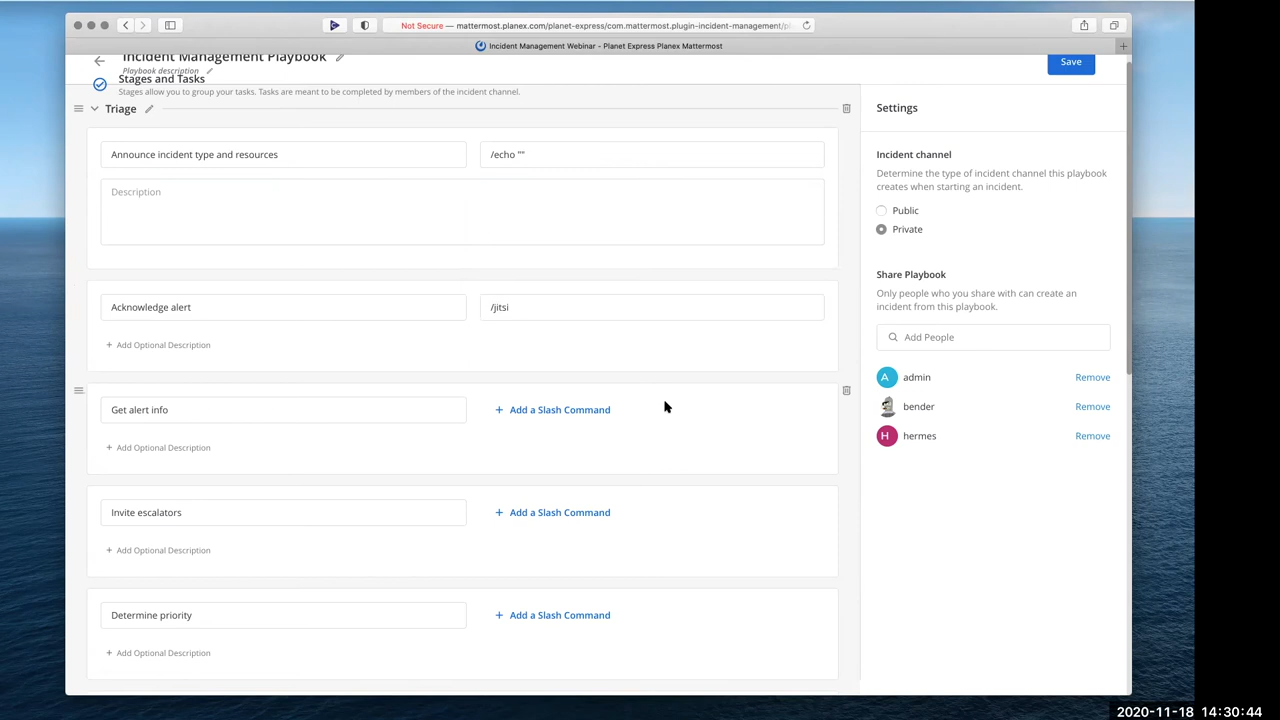 Not Secure — mattermost.planex.com/planet-express/com.mattermost.plugin-incident-management/
Incident Management Webinar - Planet Express Planex Mattermost
Incident Management Playbook
Playbook description
Save
Stages and Tasks
Stages allow you to group your tasks. Tasks are meant to be completed by members of the incident channel.
Triage
Announce incident type and resources
/echo ""
Description
Acknowledge alert
/jitsi
+ Add Optional Description
Get alert info
+ Add a Slash Command
+ Add Optional Description
Invite escalators
+ Add a Slash Command
+ Add Optional Description
Determine priority
+ Add a Slash Command
+ Add Optional Description
Settings
Incident channel
Determine the type of incident channel this playbook
creates when starting an incident.
Public
Private
Share Playbook
Only people who you share with can create an
incident from this playbook.
Add People
A admin Remove
bender Remove
H hermes Remove
2020-11-18 14:30:44